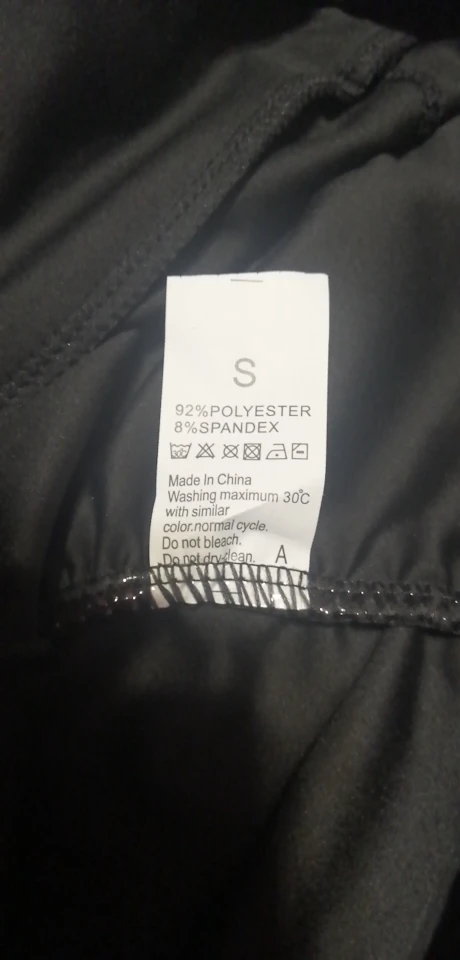 S
92%POLYESTER
8%SPANDEX
Made In China
Washing maximum 30°C
with similar
color.normal cycle.
Do not bleach.
Do not dry-clean. A